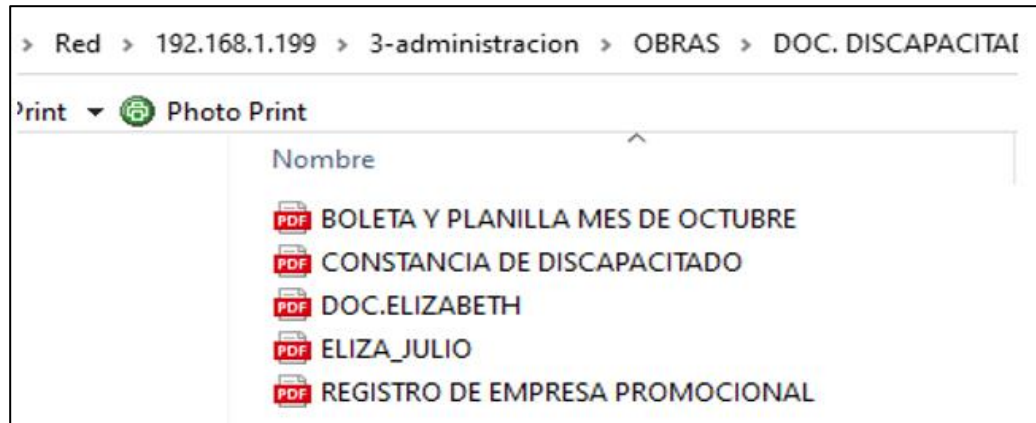 > Red > 192.168.1.199 > 3-administracion > OBRAS > DOC. DISCAPACITAD
Print Photo Print
Nombre
PDF BOLETA Y PLANILLA MES DE OCTUBRE
PDF CONSTANCIA DE DISCAPACITADO
PDF DOC.ELIZABETH
PDF ELIZA_JULIO
PDF REGISTRO DE EMPRESA PROMOCIONAL